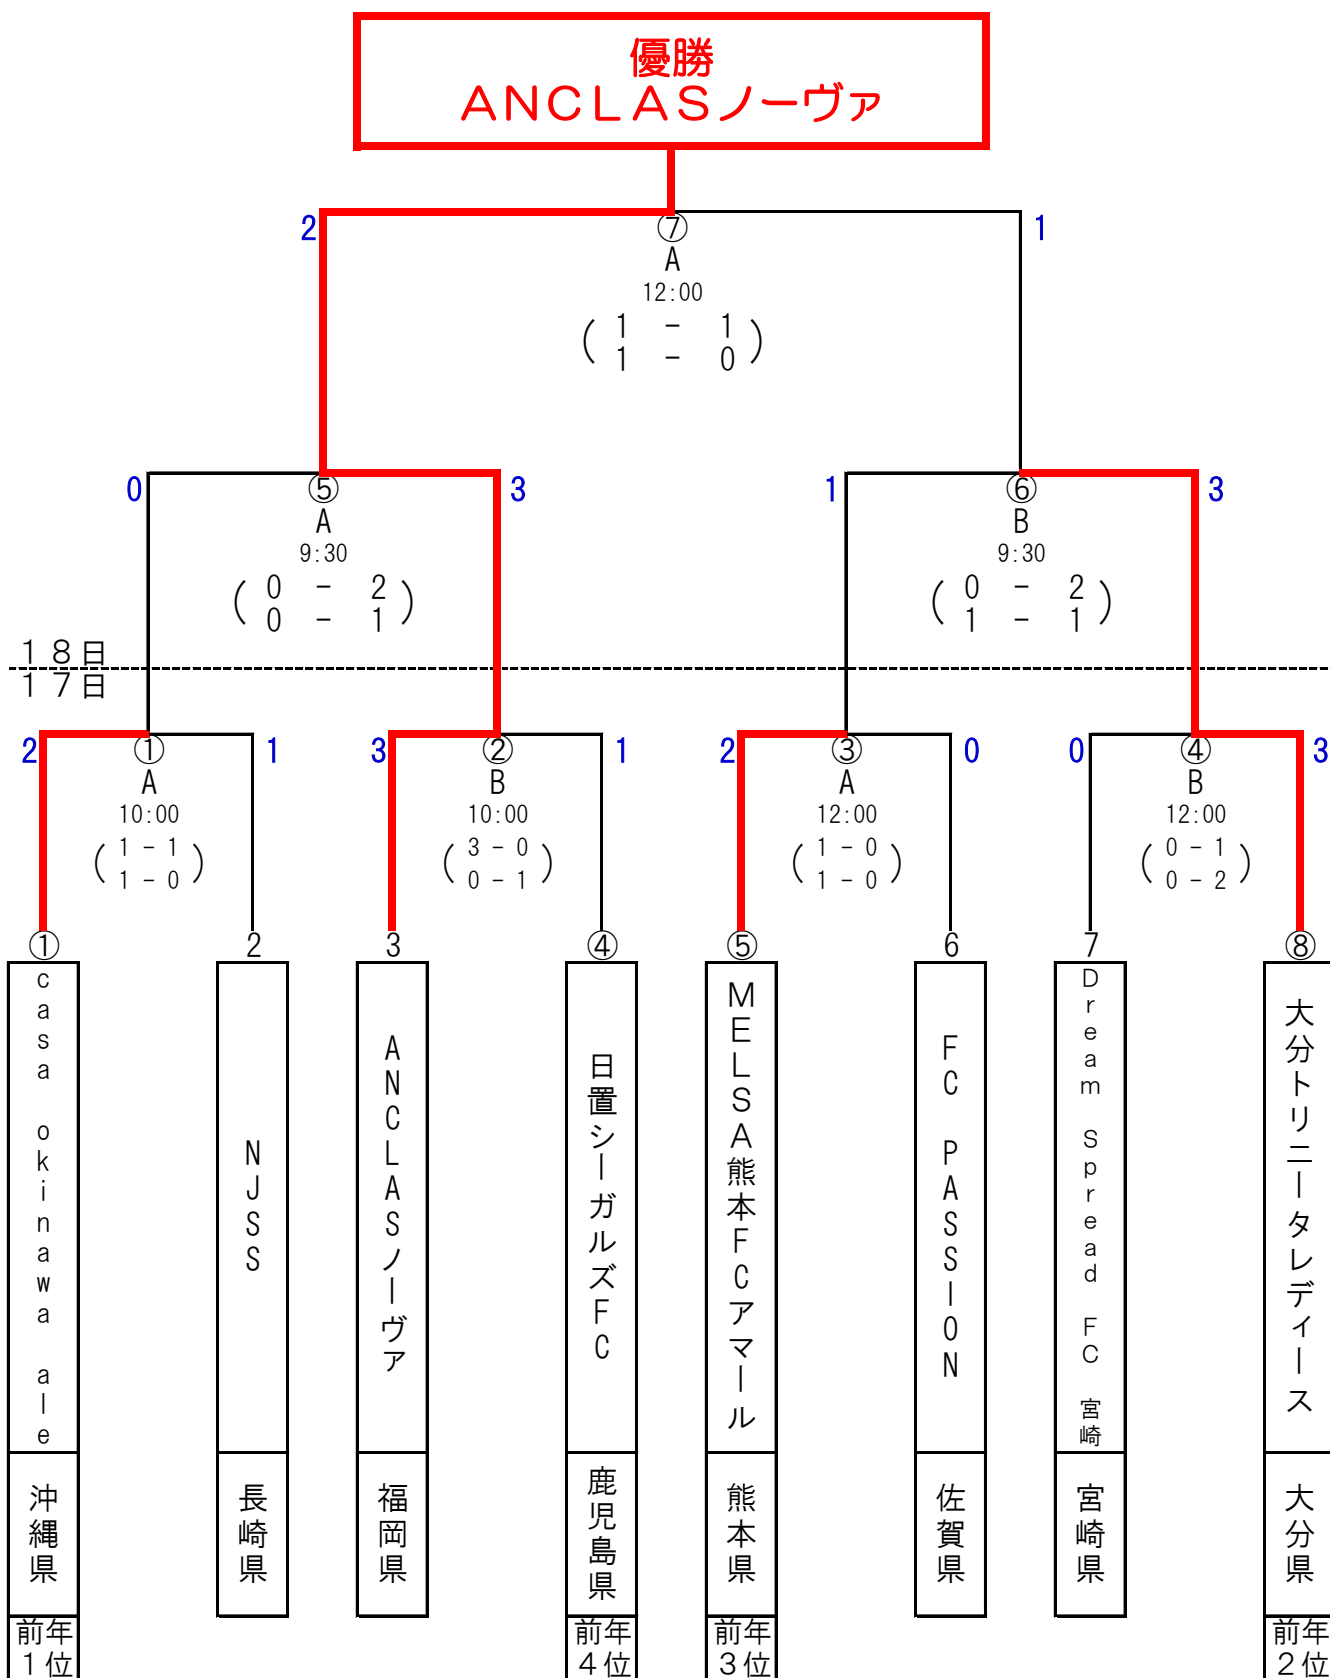 優勝
ANCLASノーヴァ
2 ⑦ 1
A
12:00
( 1 - 1 )
( 1 - 0 )
0 ⑤ 3
A
9:30
( 0 - 2 )
( 0 - 1 )
1 ⑥ 3
B
9:30
( 0 - 2 )
( 1 - 1 )
18日
17日
2 ① 1
A
10:00
( 1 - 1 )
( 1 - 0 )
3 ② 1
B
10:00
( 3 - 0 )
( 0 - 1 )
2 ③ 0
A
12:00
( 1 - 0 )
( 1 - 0 )
0 ④ 3
B
12:00
( 0 - 1 )
( 0 - 2 )
①
casa okinawa ale
沖縄県
前年
1位
2
NJSS
長崎県
3
ANCLASノーヴァ
福岡県
④
日置シーガルズFC
鹿児島県
前年
4位
⑤
MELSA熊本FCアマール
熊本県
前年
3位
6
FC PASSION
佐賀県
7
Dream Spread FC 宮崎
宮崎県
⑧
大分トリニータレディース
大分県
前年
2位